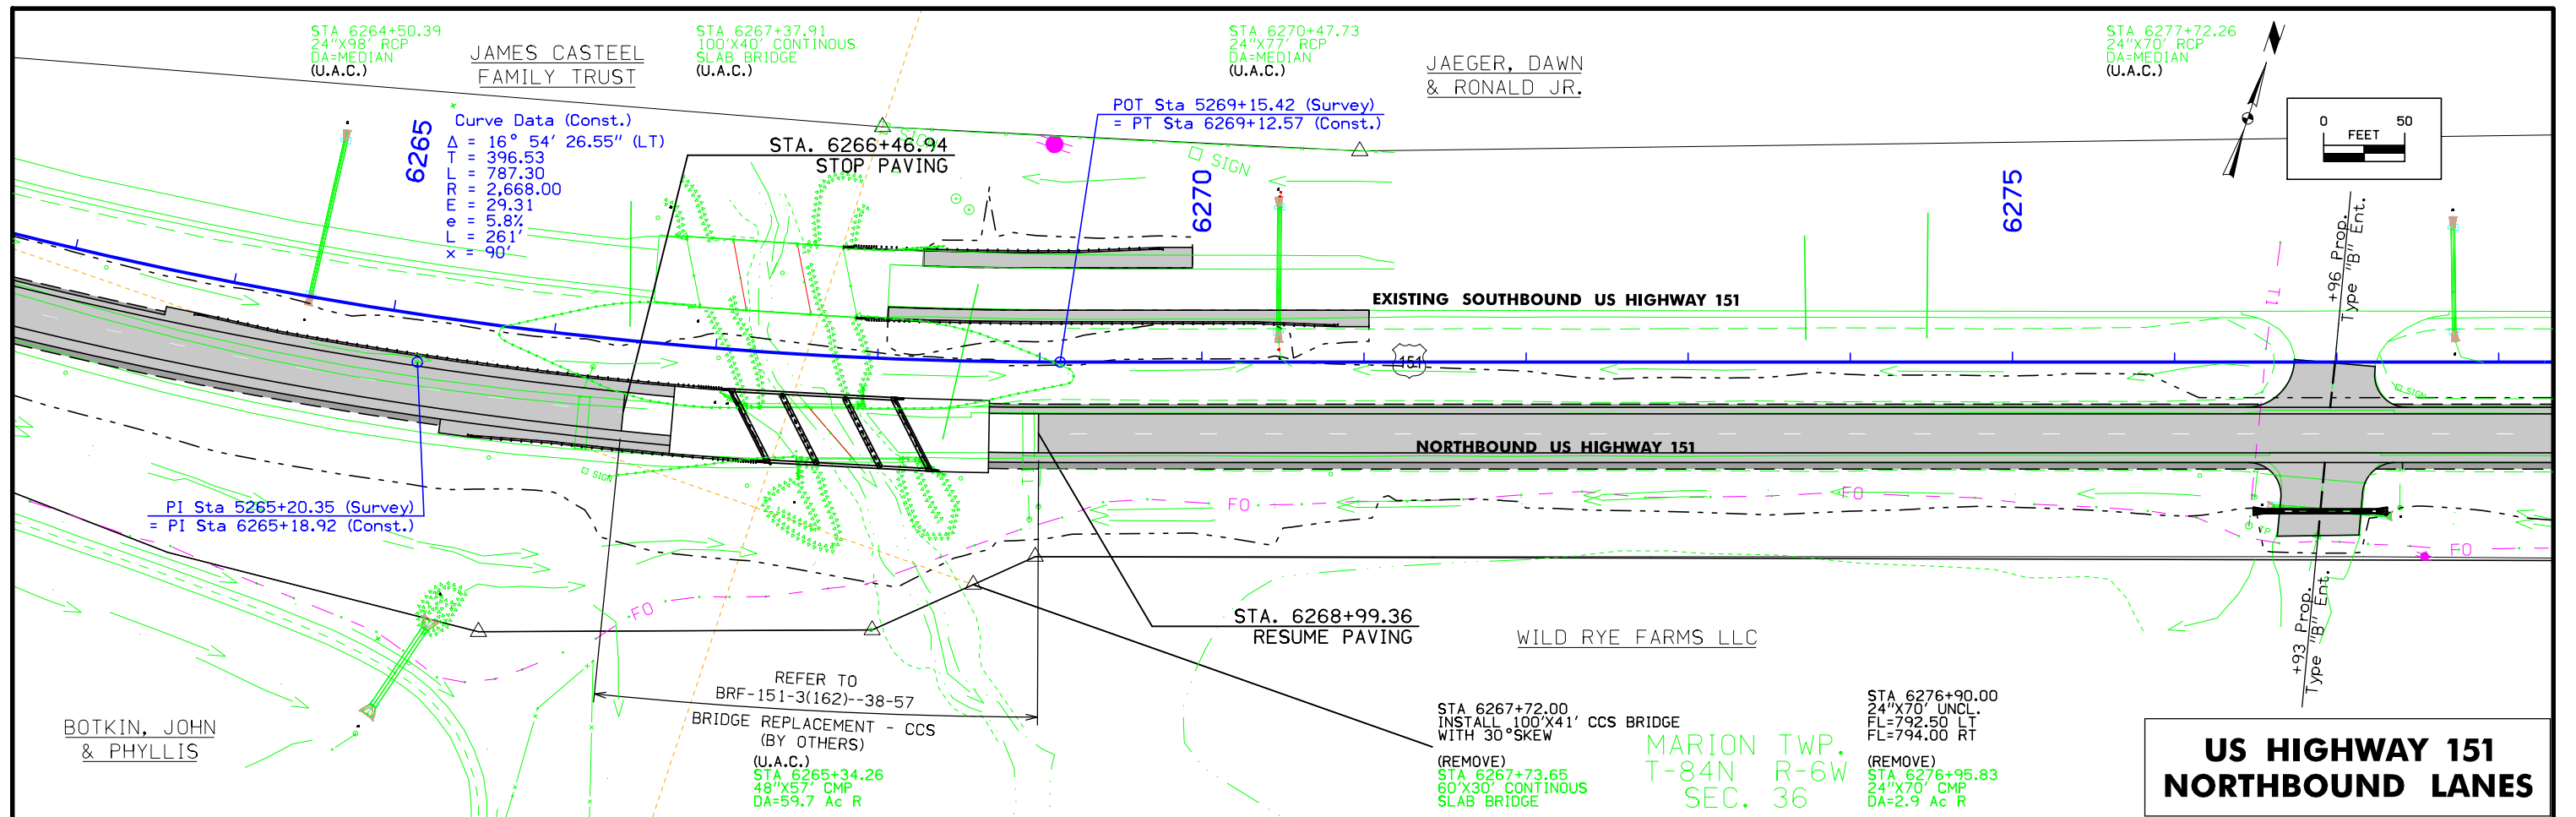 STA 6264+50.39
24"X98' RCP
DA=MEDIAN
(U.A.C.)
JAMES CASTEEL
FAMILY TRUST
STA 6267+37.91
100'X40' CONTINOUS
SLAB BRIDGE
(U.A.C.)
STA 6270+47.73
24"X77' RCP
DA=MEDIAN
(U.A.C.)
JAEGER, DAWN
& RONALD JR.
STA 6277+72.26
24"X70' RCP
DA=MEDIAN
(U.A.C.)
0 50
FEET
6265
Curve Data (Const.)
Δ = 16° 54' 26.55" (LT)
T = 396.53
L = 787.30
R = 2,668.00
E = 29.31
e = 5.8%
L = 261'
x = 90'
STA. 6266+46.94
STOP PAVING
SIGN
SIGN
POT Sta 5269+15.42 (Survey)
= PT Sta 6269+12.57 (Const.)
6270
6275
+96 Prop.
Type "B" Ent.
T1
EXISTING SOUTHBOUND US HIGHWAY 151
151
SIGN
NORTHBOUND US HIGHWAY 151
SIGN
PI Sta 5265+20.35 (Survey)
= PI Sta 6265+18.92 (Const.)
FO
FO
FO
FO
STA. 6268+99.36
RESUME PAVING
WILD RYE FARMS LLC
+93 Prop.
Type "B" Ent.
REFER TO
BRF-151-3(162)--38-57
BRIDGE REPLACEMENT - CCS
(BY OTHERS)
(U.A.C.)
STA 6265+34.26
48"X57' CMP
DA=59.7 Ac R
BOTKIN, JOHN
& PHYLLIS
STA 6267+72.00
INSTALL 100'X41' CCS BRIDGE
WITH 30°SKEW
(REMOVE)
STA 6267+73.65
60'X30' CONTINOUS
SLAB BRIDGE
MARION TWP.
T-84N R-6W
SEC. 36
STA 6276+90.00
24"X70' UNCL.
FL=792.50 LT
FL=794.00 RT
(REMOVE)
STA 6276+95.83
24"X70' CMP
DA=2.9 Ac R
US HIGHWAY 151
NORTHBOUND LANES